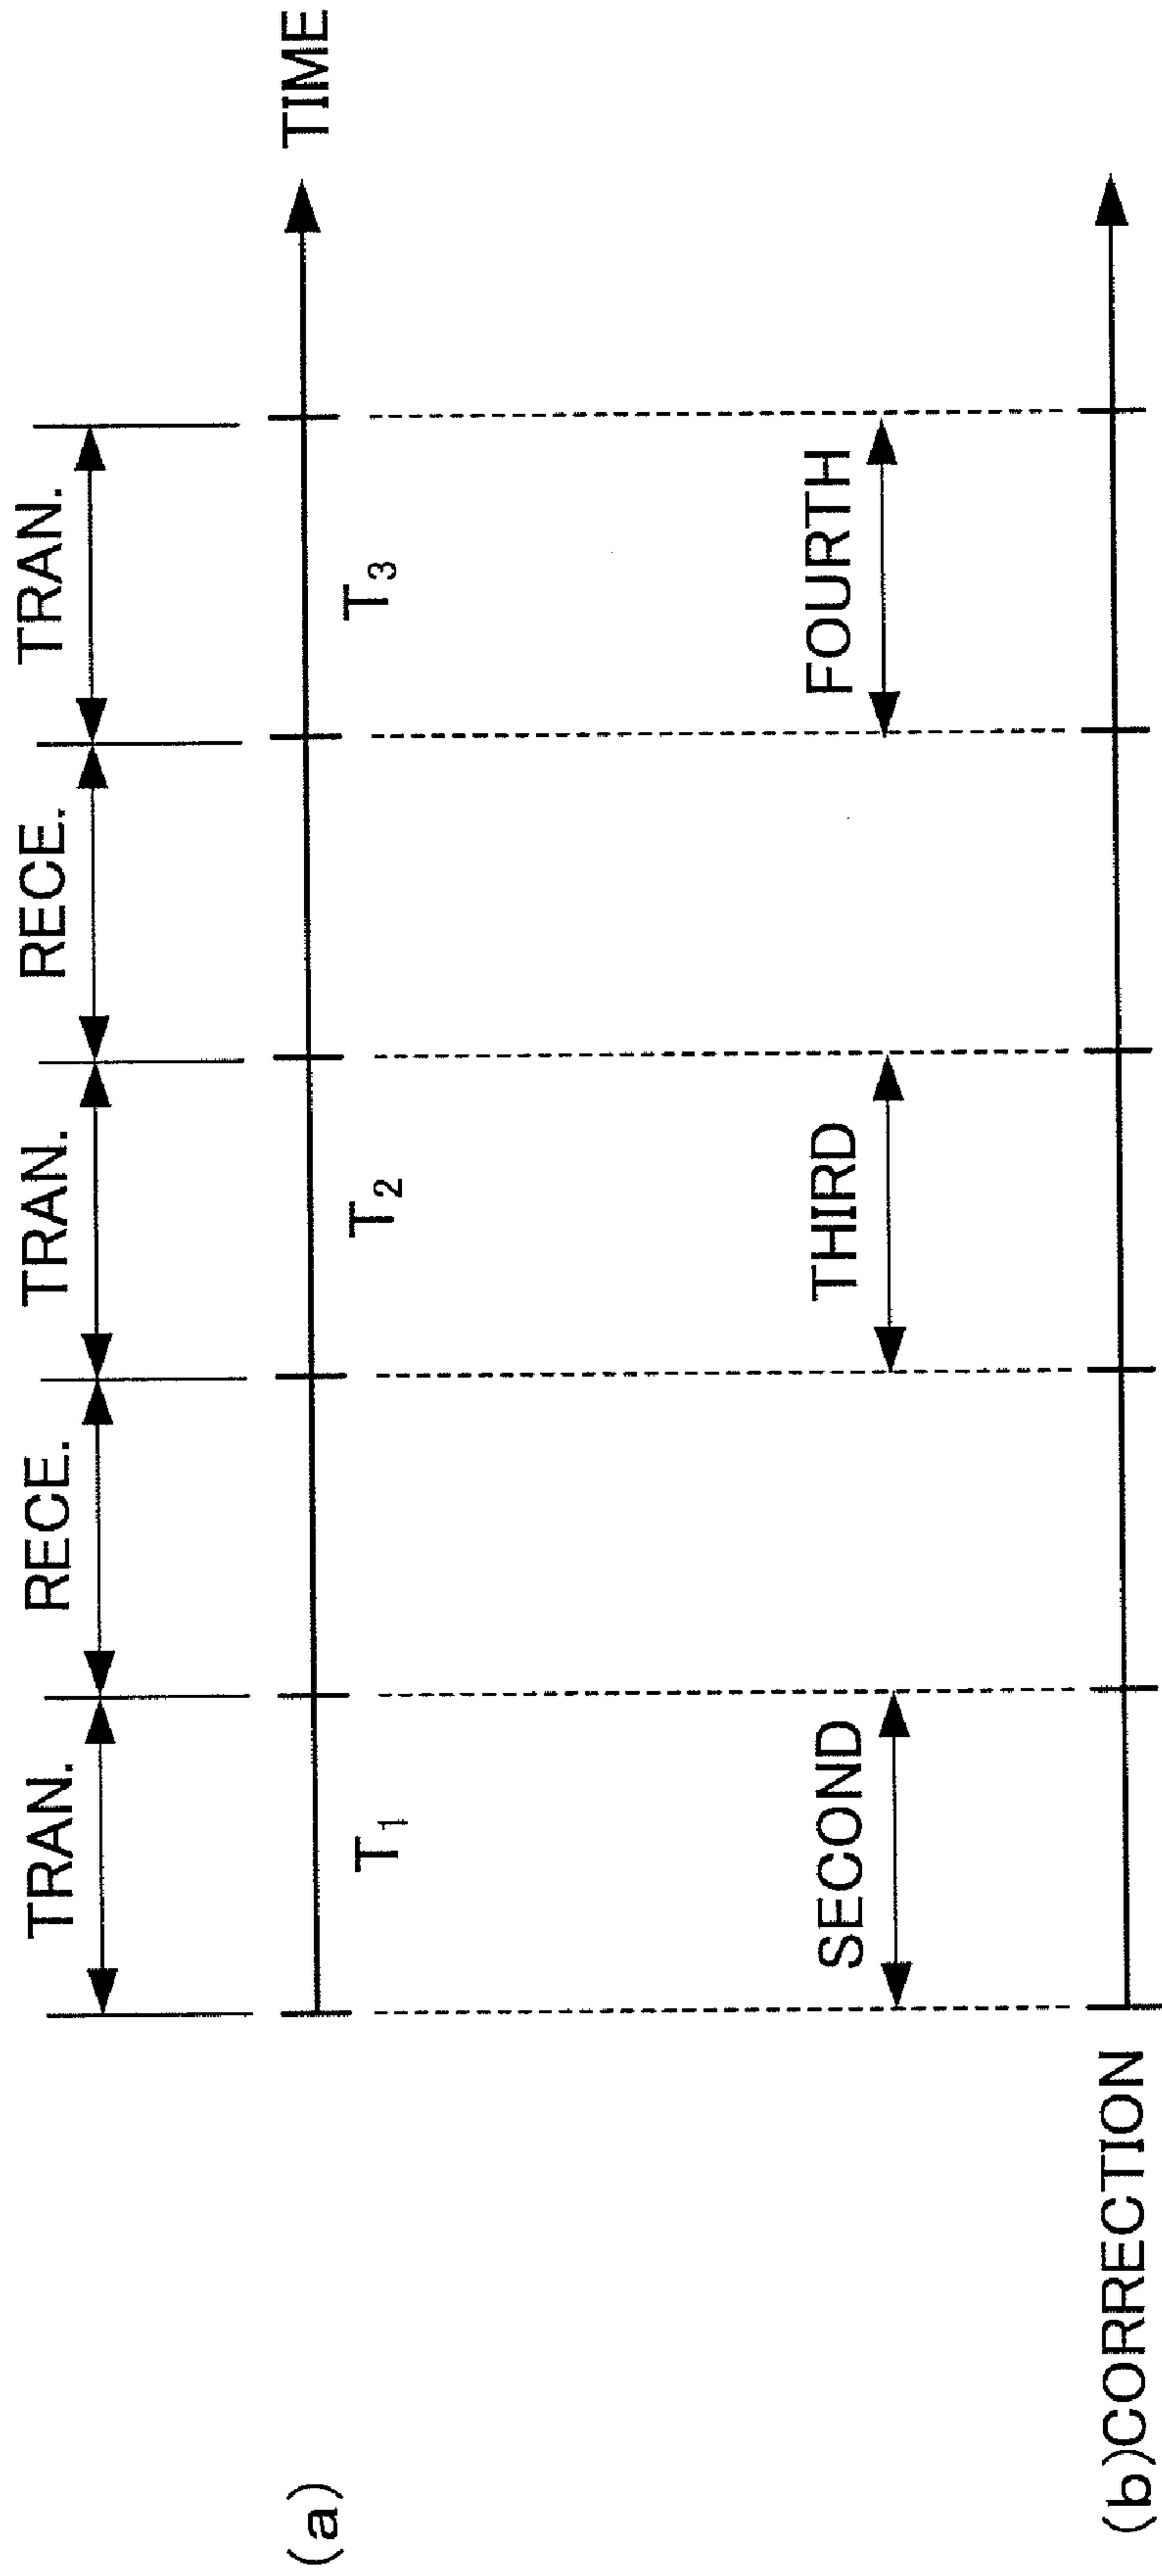 TRAN. RECE. TRAN. RECE. TRAN.
(a) TIME
T1 T2 T3
SECOND THIRD FOURTH
(b)CORRECTION